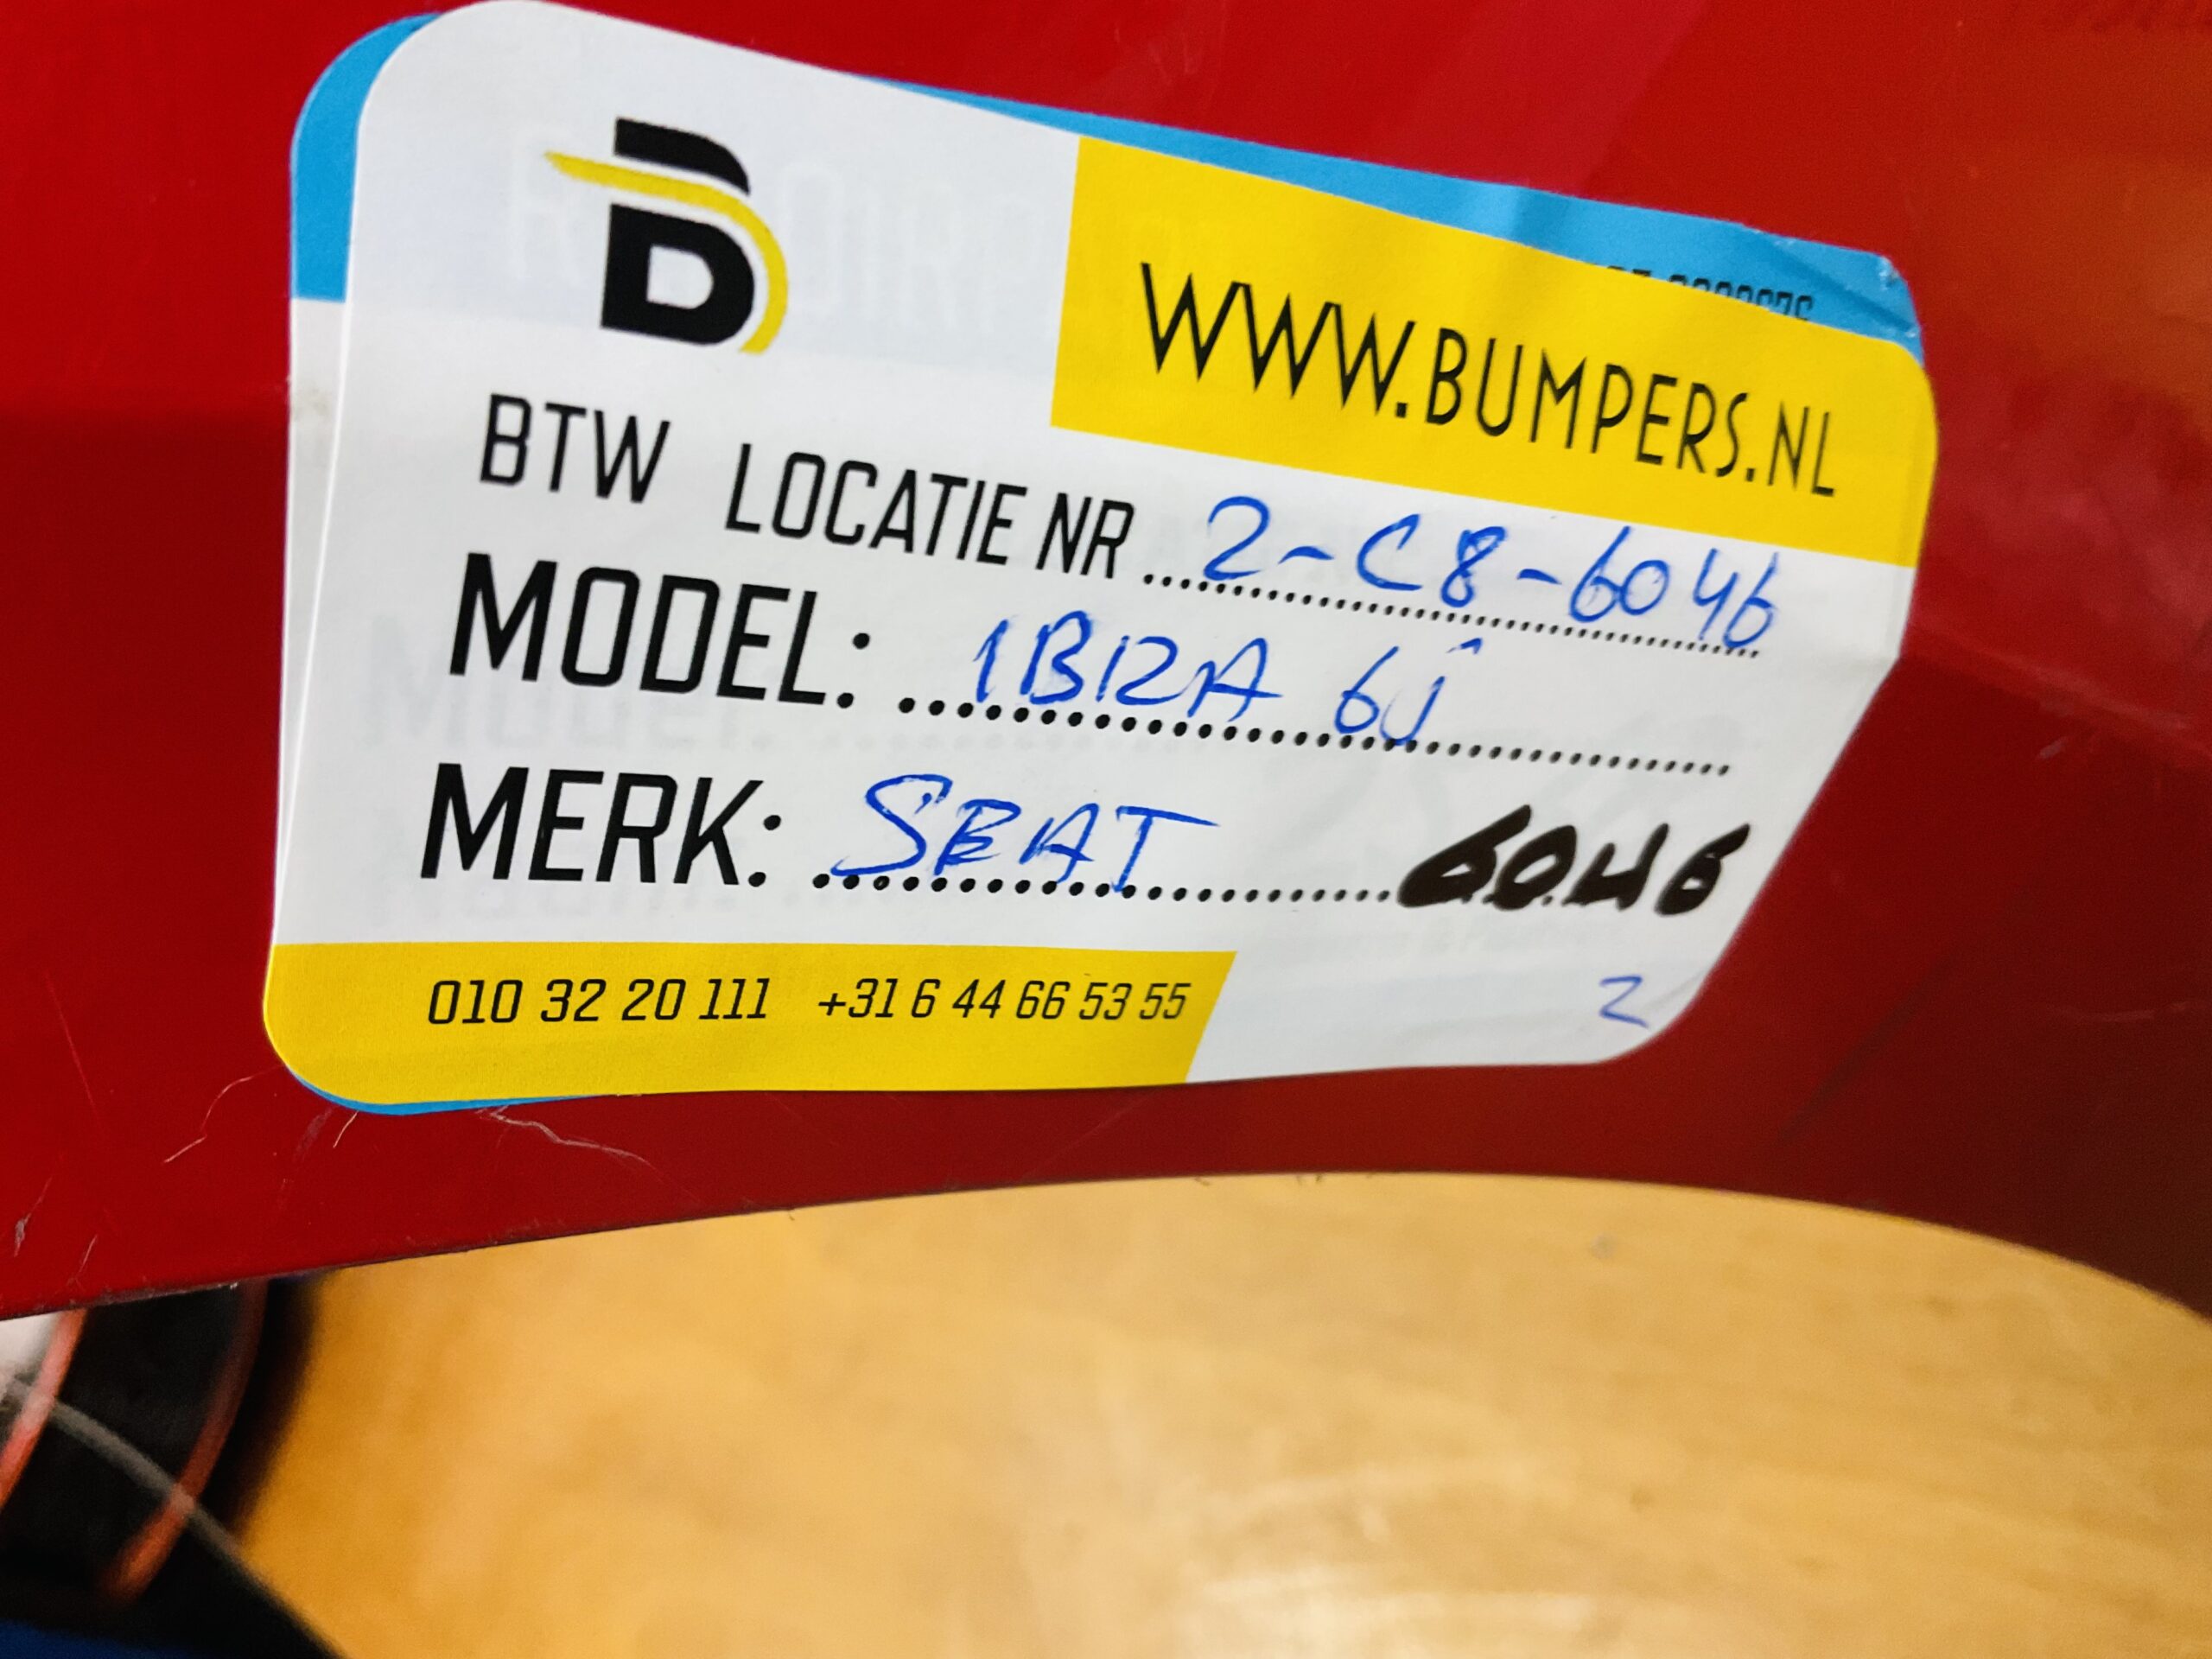 WWW.BUMPERS.NL
BTW LOCATIE NR 2-C8-6046
MODEL: IBIZA 6J
MERK: SEAT 6046
010 32 20 111 +31 6 44 66 53 55
2